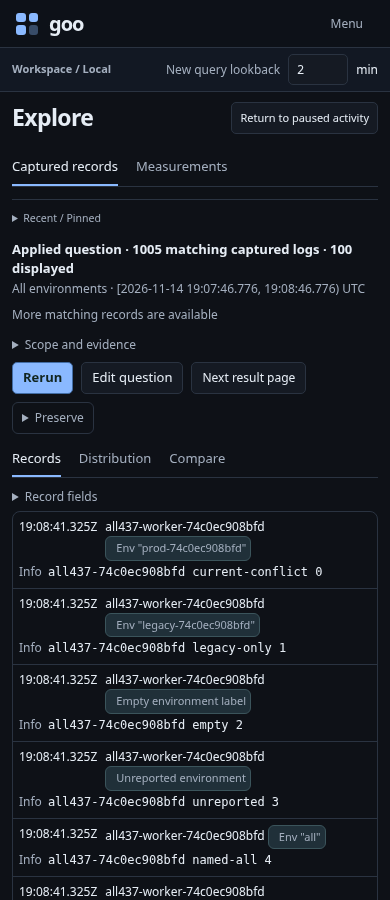 goo
Menu
Workspace / Local
New query lookback 2 min
Explore
Return to paused activity
Captured records Measurements
Recent / Pinned
Applied question · 1005 matching captured logs · 100
displayed
All environments · [2026-11-14 19:07:46.776, 19:08:46.776) UTC
More matching records are available
Scope and evidence
Rerun Edit question Next result page
Preserve
Records Distribution Compare
Record fields
19:08:41.325Z all437-worker-74c0ec908bfd
Env "prod-74c0ec908bfd"
Info all437-74c0ec908bfd current-conflict 0
19:08:41.325Z all437-worker-74c0ec908bfd
Env "legacy-74c0ec908bfd"
Info all437-74c0ec908bfd legacy-only 1
19:08:41.325Z all437-worker-74c0ec908bfd
Empty environment label
Info all437-74c0ec908bfd empty 2
19:08:41.325Z all437-worker-74c0ec908bfd
Unreported environment
Info all437-74c0ec908bfd unreported 3
19:08:41.325Z all437-worker-74c0ec908bfd Env "all"
Info all437-74c0ec908bfd named-all 4
19:08:41.325Z all437-worker-74c0ec908bfd